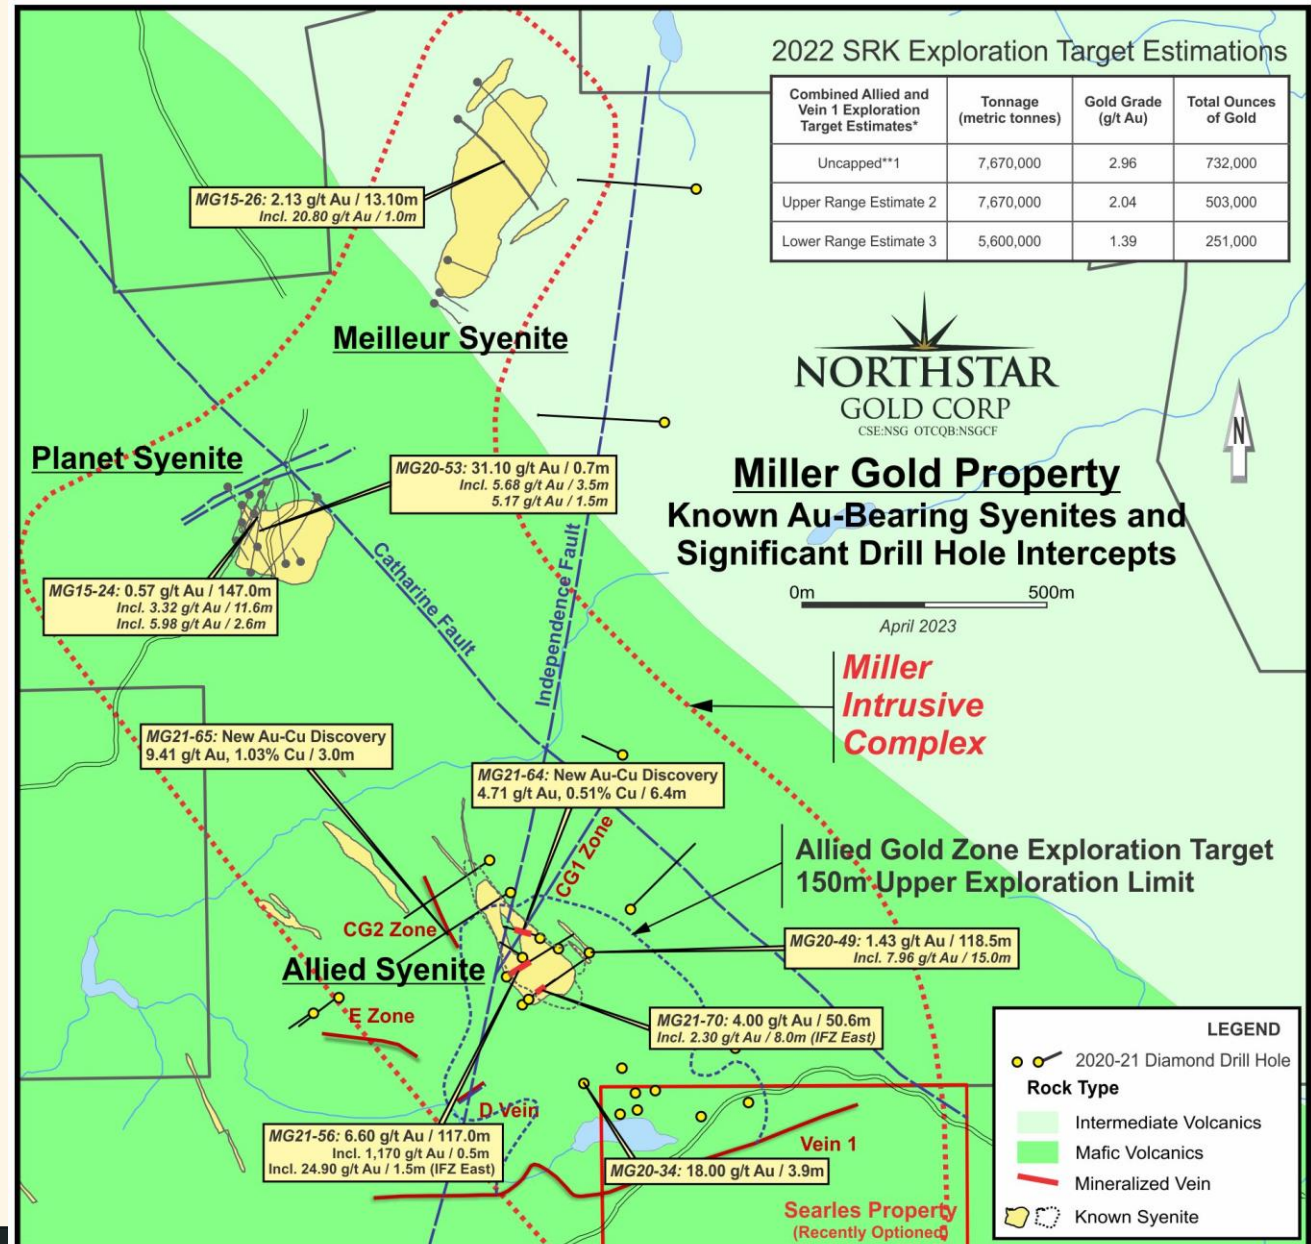 2022 SRK Exploration Target Estimations
Combined Allied and Vein 1 Exploration Target Estimates* Tonnage (metric tonnes) Gold Grade (g/t Au) Total Ounces of Gold
Uncapped**1 7,670,000 2.96 732,000
Upper Range Estimate 2 7,670,000 2.04 503,000
Lower Range Estimate 3 5,600,000 1.39 251,000
MG15-26: 2.13 g/t Au / 13.10m
Incl. 20.80 g/t Au / 1.0m
Meilleur Syenite
NORTHSTAR
GOLD CORP
CSE:NSG OTCQB:NSGCF
N
Miller Gold Property
Known Au-Bearing Syenites and
Significant Drill Hole Intercepts
0m 500m
April 2023
Planet Syenite
MG20-53: 31.10 g/t Au / 0.7m
Incl. 5.68 g/t Au / 3.5m
5.17 g/t Au / 1.5m
MG15-24: 0.57 g/t Au / 147.0m
Incl. 3.32 g/t Au / 11.6m
Incl. 5.98 g/t Au / 2.6m
Catharine Fault
Independence Fault
Miller
Intrusive
Complex
MG21-65: New Au-Cu Discovery
9.41 g/t Au, 1.03% Cu / 3.0m
MG21-64: New Au-Cu Discovery
4.71 g/t Au, 0.51% Cu / 6.4m
CG1 Zone
Allied Gold Zone Exploration Target
150m Upper Exploration Limit
CG2 Zone
Allied Syenite
MG20-49: 1.43 g/t Au / 118.5m
Incl. 7.96 g/t Au / 15.0m
E Zone
MG21-70: 4.00 g/t Au / 50.6m
Incl. 2.30 g/t Au / 8.0m (IFZ East)
D Vein
MG21-56: 6.60 g/t Au / 117.0m
Incl. 1,170 g/t Au / 0.5m
Incl. 24.90 g/t Au / 1.5m (IFZ East)
Vein 1
MG20-34: 18.00 g/t Au / 3.9m
Searles Property
(Recently Optioned)
LEGEND
2020-21 Diamond Drill Hole
Rock Type
Intermediate Volcanics
Mafic Volcanics
Mineralized Vein
Known Syenite